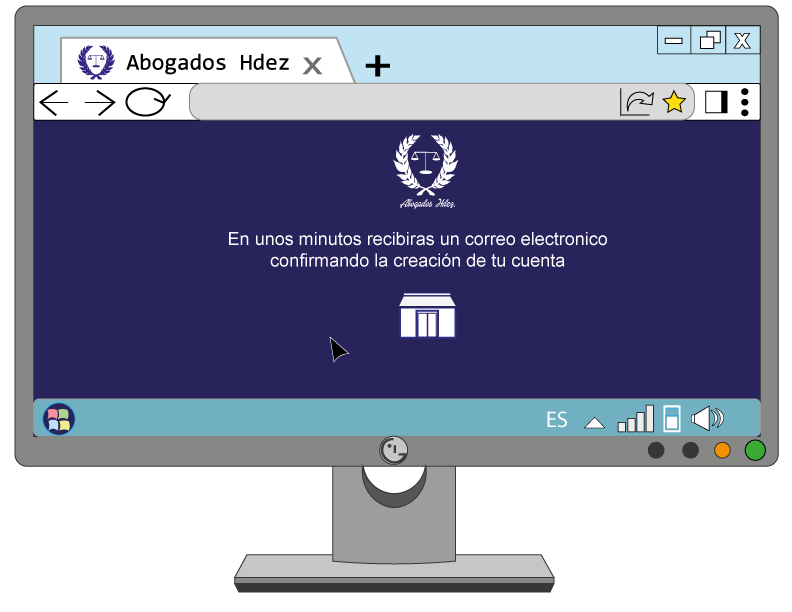 Abogados Hdez X
X
Abogados Hdez.
En unos minutos recibiras un correo electronico
confirmando la creación de tu cuenta
ES